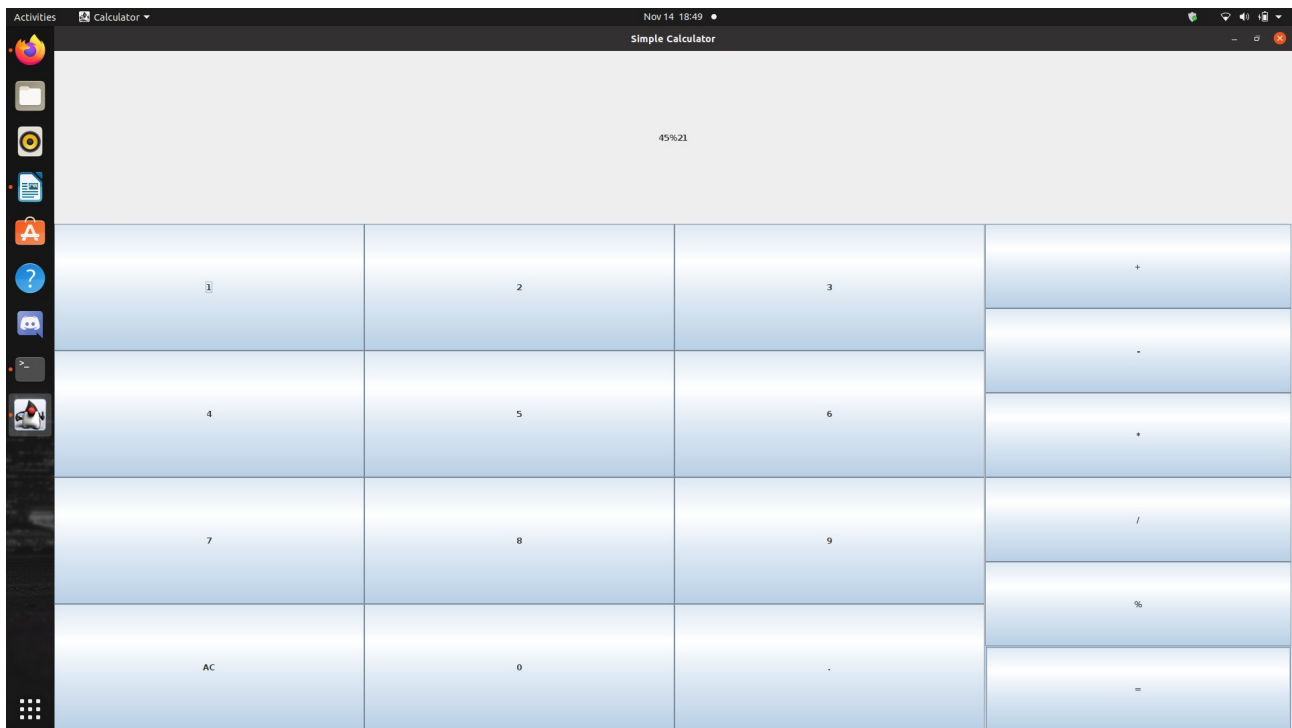 Activities Calculator Nov 14 18:49
Simple Calculator
45%21
1 2 3 +
-
4 5 6 *
7 8 9 /
%
AC 0 . =